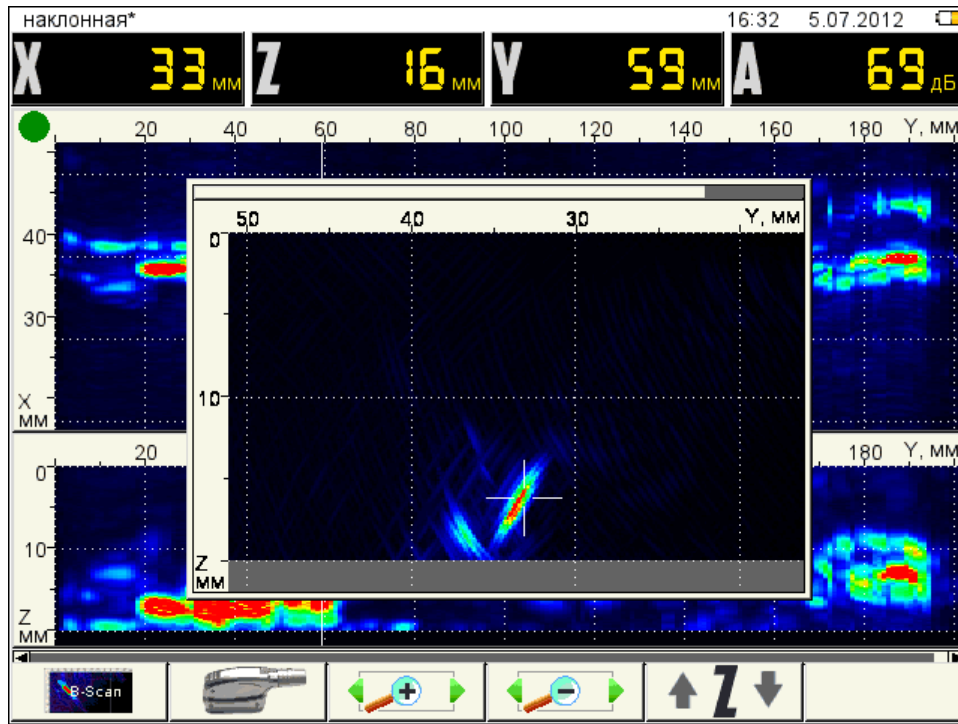 наклонная* 16:32 5.07.2012
X 33 мм Z 16 мм Y 59 мм A 69 дБ
20 40 60 80 100 120 140 160 180 Y, мм
40
30
X
мм
50 40 30 Y, мм
0
10
Z
мм
20 180 Y, мм
0
10
Z
мм
B-Scan Z